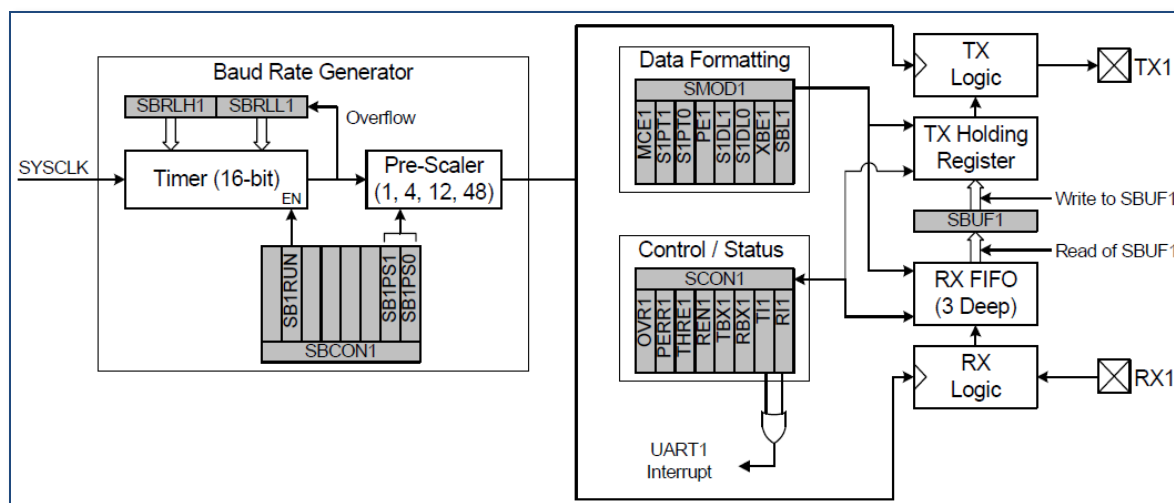 Baud Rate Generator
SBRLH1 SBRLL1
Overflow
SYSCLK
Timer (16-bit)
EN
Pre-Scaler
(1, 4, 12, 48)
SB1RUN
SB1PS1
SB1PS0
SBCON1
Data Formatting
SMOD1
MCE1
S1PT1
S1PT0
PE1
S1DL1
S1DL0
XBE1
SBL1
Control / Status
SCON1
OVR1
PERR1
THRE1
REN1
TBX1
RBX1
TI1
RI1
UART1
Interrupt
TX
Logic
TX1
TX Holding
Register
Write to SBUF1
SBUF1
Read of SBUF1
RX FIFO
(3 Deep)
RX
Logic
RX1